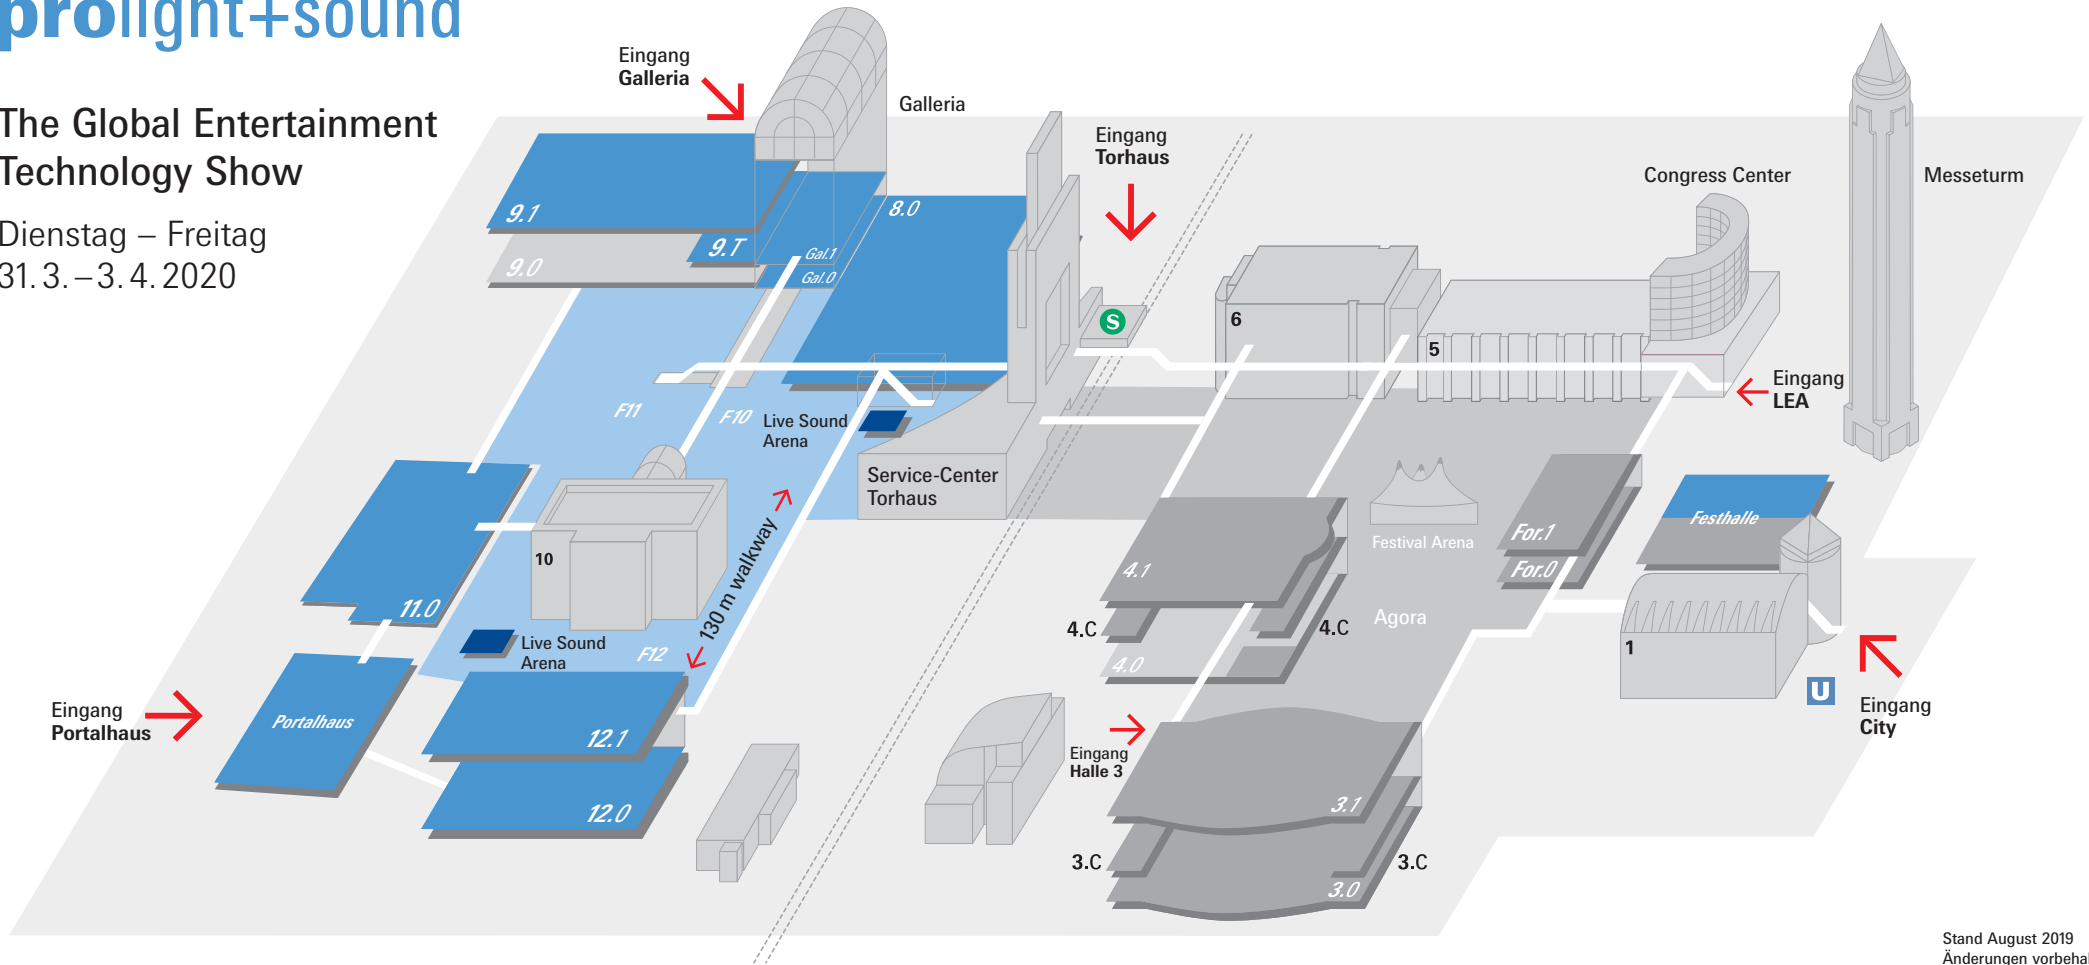 prolight+sound
The Global Entertainment
Technology Show
Dienstag – Freitag
31. 3. – 3. 4. 2020
Eingang
Galleria
Galleria
Eingang
Torhaus
Congress Center
Messeturm
9.1
9.T
9.0
Gal.1
Gal.0
8.0
S
6
5
Eingang
LEA
F11
F10
Live Sound
Arena
Service-Center
Torhaus
130 m walkway
10
11.0
Live Sound
Arena
F12
Portalhaus
Eingang
Portalhaus
12.1
12.0
4.1
4.C
4.C
4.0
Festival Arena
Agora
For.1
For.0
Festhalle
1
U
Eingang
City
Eingang
Halle 3
3.1
3.C
3.C
3.0
Stand August 2019
Änderungen